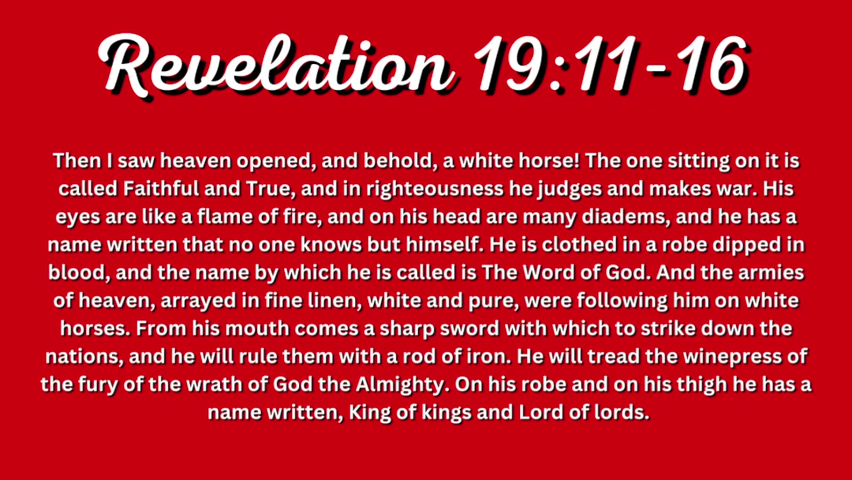 Revelation 19:11-16
Then I saw heaven opened, and behold, a white horse! The one sitting on it is
called Faithful and True, and in righteousness he judges and makes war. His
eyes are like a flame of fire, and on his head are many diadems, and he has a
name written that no one knows but himself. He is clothed in a robe dipped in
blood, and the name by which he is called is The Word of God. And the armies
of heaven, arrayed in fine linen, white and pure, were following him on white
horses. From his mouth comes a sharp sword with which to strike down the
nations, and he will rule them with a rod of iron. He will tread the winepress of
the fury of the wrath of God the Almighty. On his robe and on his thigh he has a
name written, King of kings and Lord of lords.